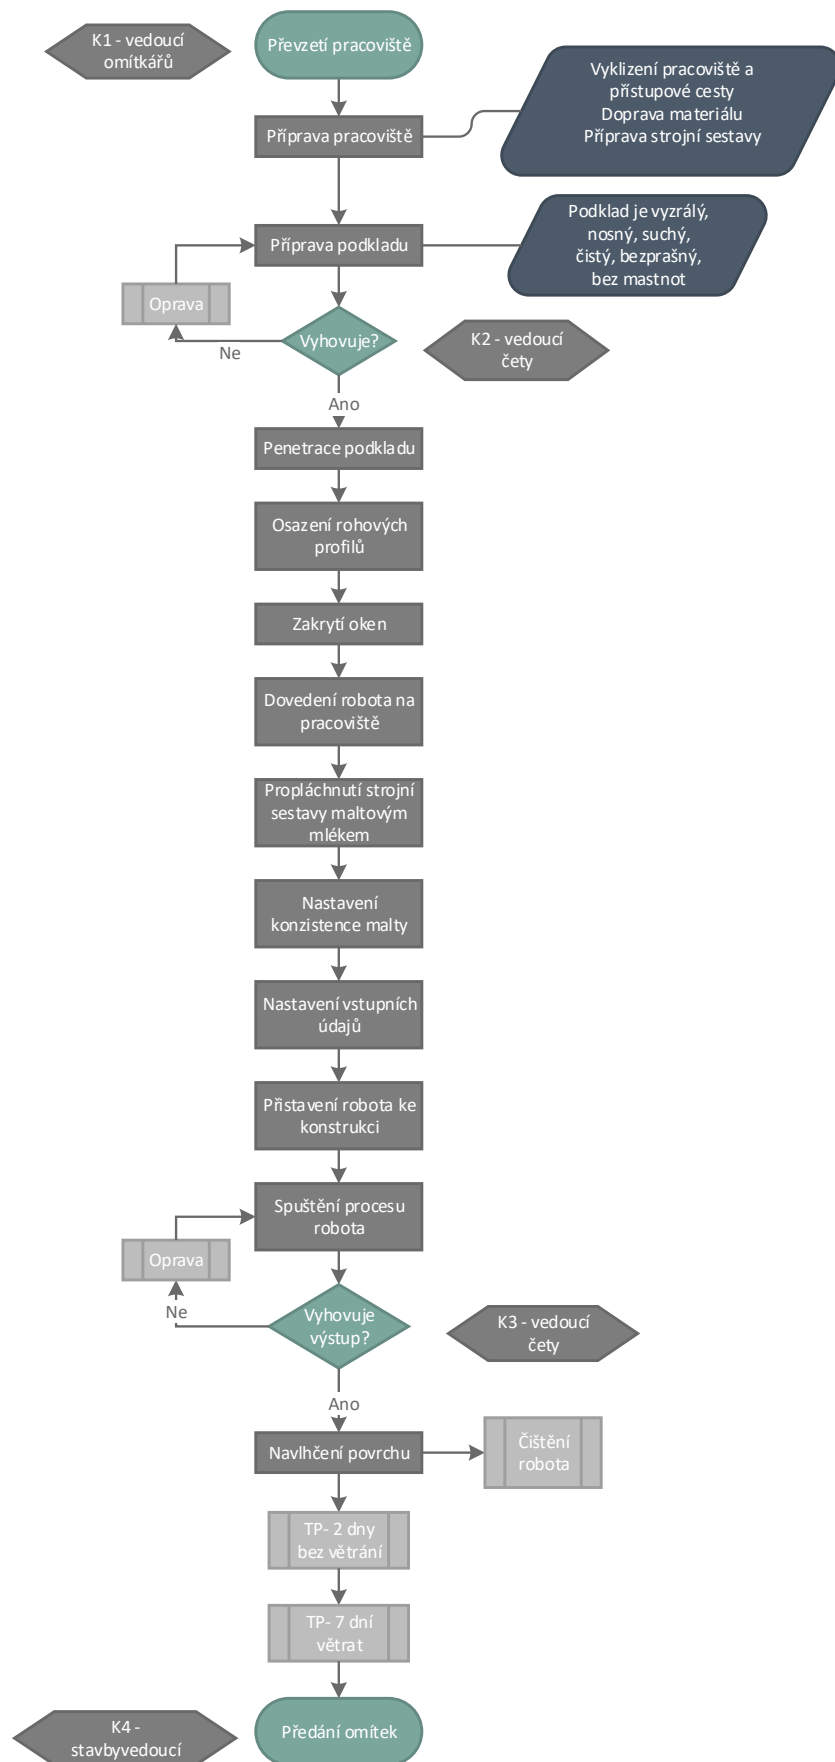 K1 - vedoucí
omítkářů
Převzetí pracoviště
Vyklizení pracoviště a
přístupové cesty
Doprava materiálu
Příprava strojní sestavy
Příprava pracoviště
Podklad je vyzrálý,
nosný, suchý,
čistý, bezprašný,
bez mastnot
Příprava podkladu
Oprava
Vyhovuje?
Ne
K2 - vedoucí
čety
Ano
Penetrace podkladu
Osazení rohových
profilů
Zakrytí oken
Dovedení robota na
pracoviště
Propláchnutí strojní
sestavy maltovým
mlékem
Nastavení
konzistence malty
Nastavení vstupních
údajů
Přistavení robota ke
konstrukci
Spuštění procesu
robota
Oprava
Ne
Vyhovuje
výstup?
K3 - vedoucí
čety
Ano
Navlhčení povrchu
Čištění
robota
TP- 2 dny
bez větrání
TP- 7 dní
větrat
Předání omítek
K4 -
stavbyvedoucí